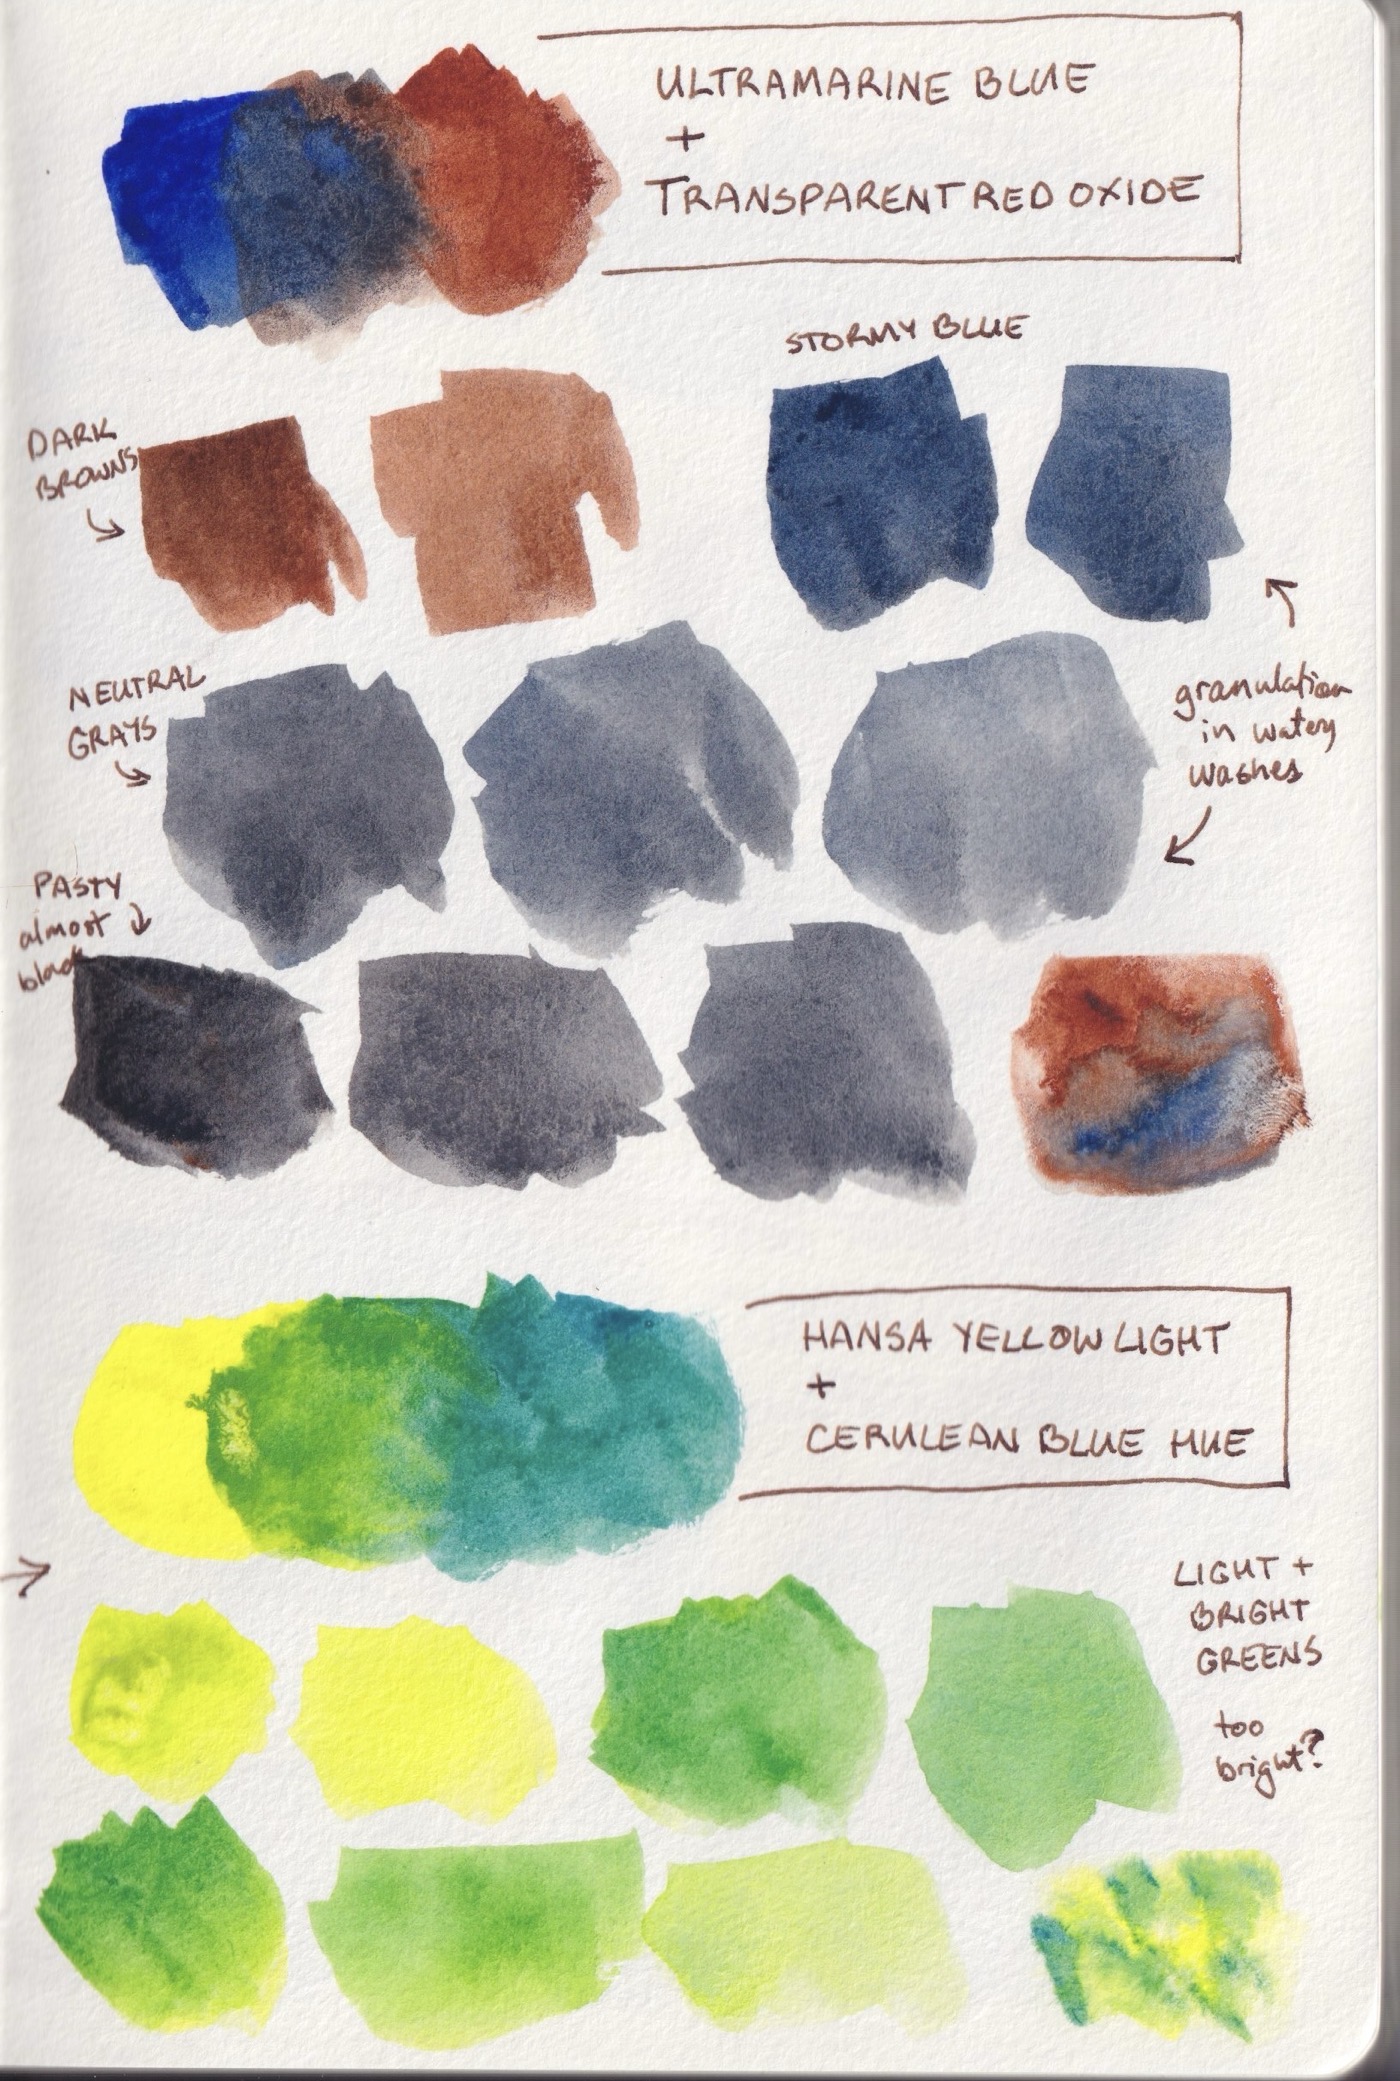 ULTRAMARINE BLUE
+
TRANSPARENT RED OXIDE
STORMY BLUE
DARK
BROWNS
NEUTRAL
GRAYS
granulation
in watery
washes
PASTY
almost
black
HANSA YELLOW LIGHT
+
CERULEAN BLUE HUE
LIGHT +
BRIGHT
GREENS
too
bright?